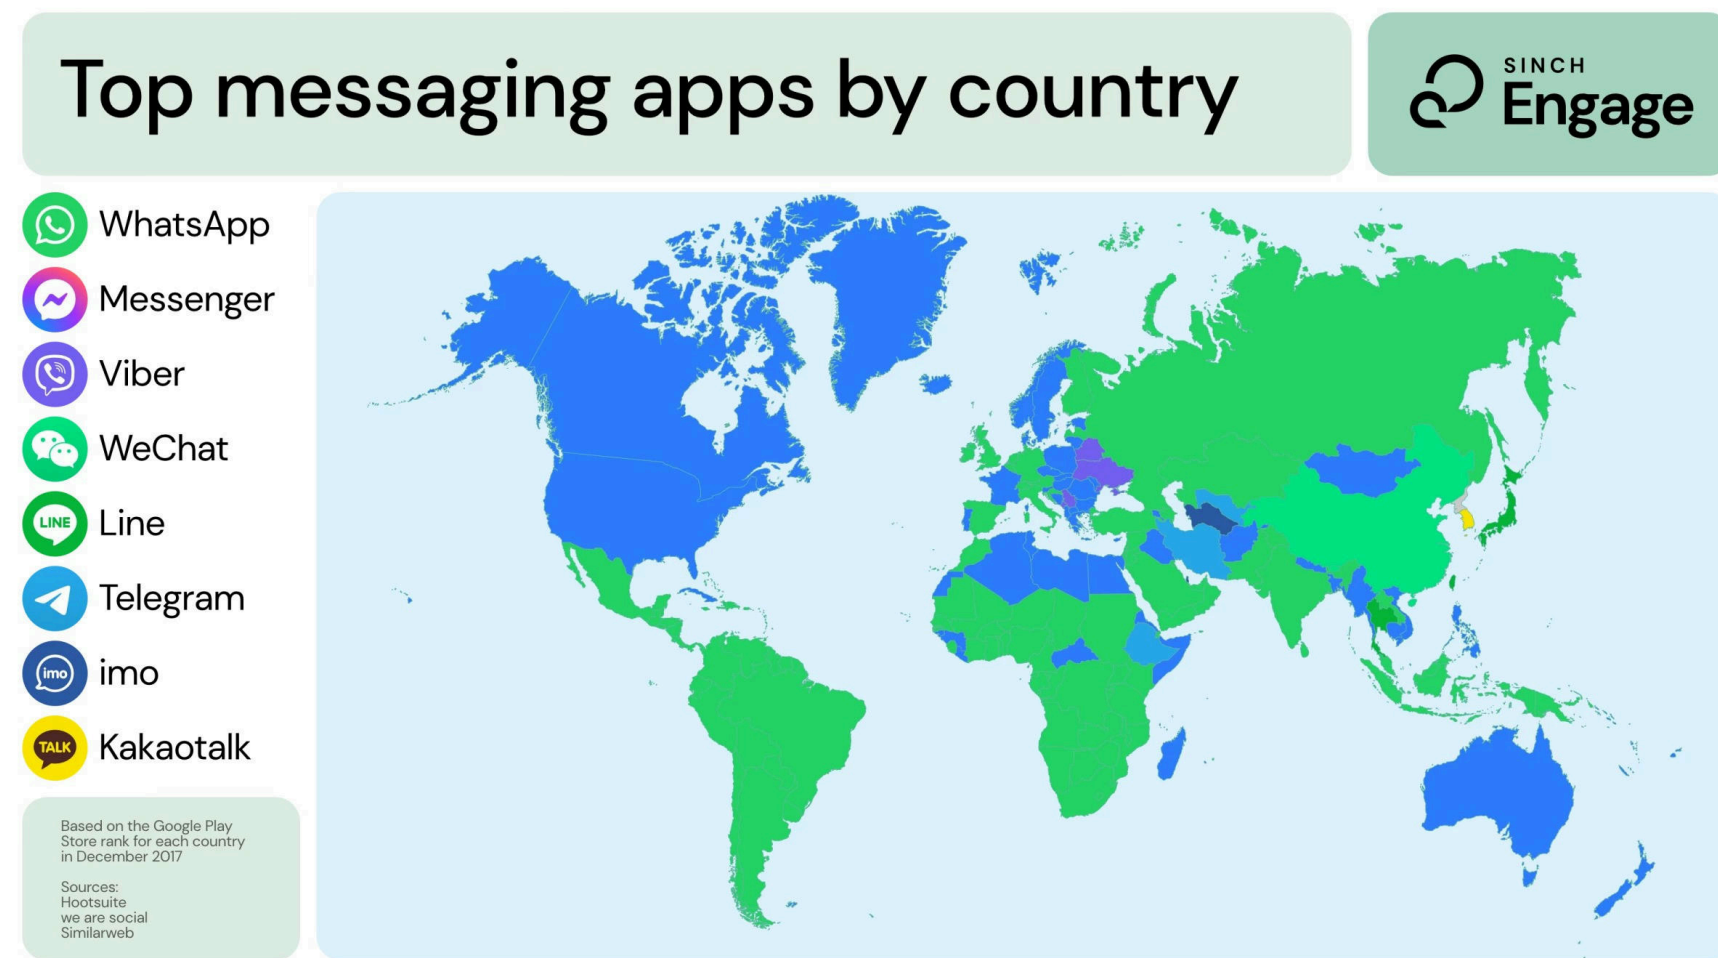 Top messaging apps by country
SINCH
Engage
WhatsApp
Messenger
Viber
WeChat
LINE
Line
Telegram
imo
imo
TALK
Kakaotalk
Based on the Google Play
Store rank for each country
in December 2017
Sources:
Hootsuite
we are social
Similarweb